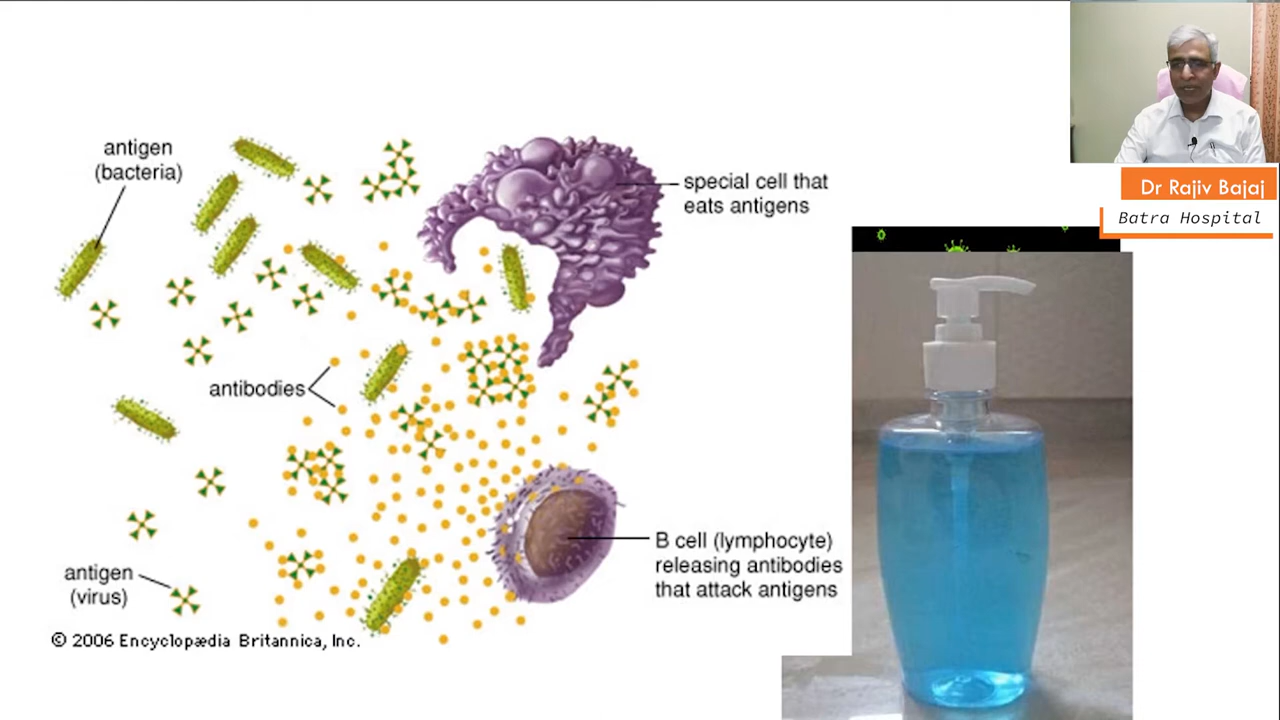 antigen
(bacteria)
special cell that
eats antigens
Dr Rajiv Bajaj
Batra Hospital
antibodies
B cell (lymphocyte)
releasing antibodies
that attack antigens
antigen
(virus)
© 2006 Encyclopædia Britannica, Inc.